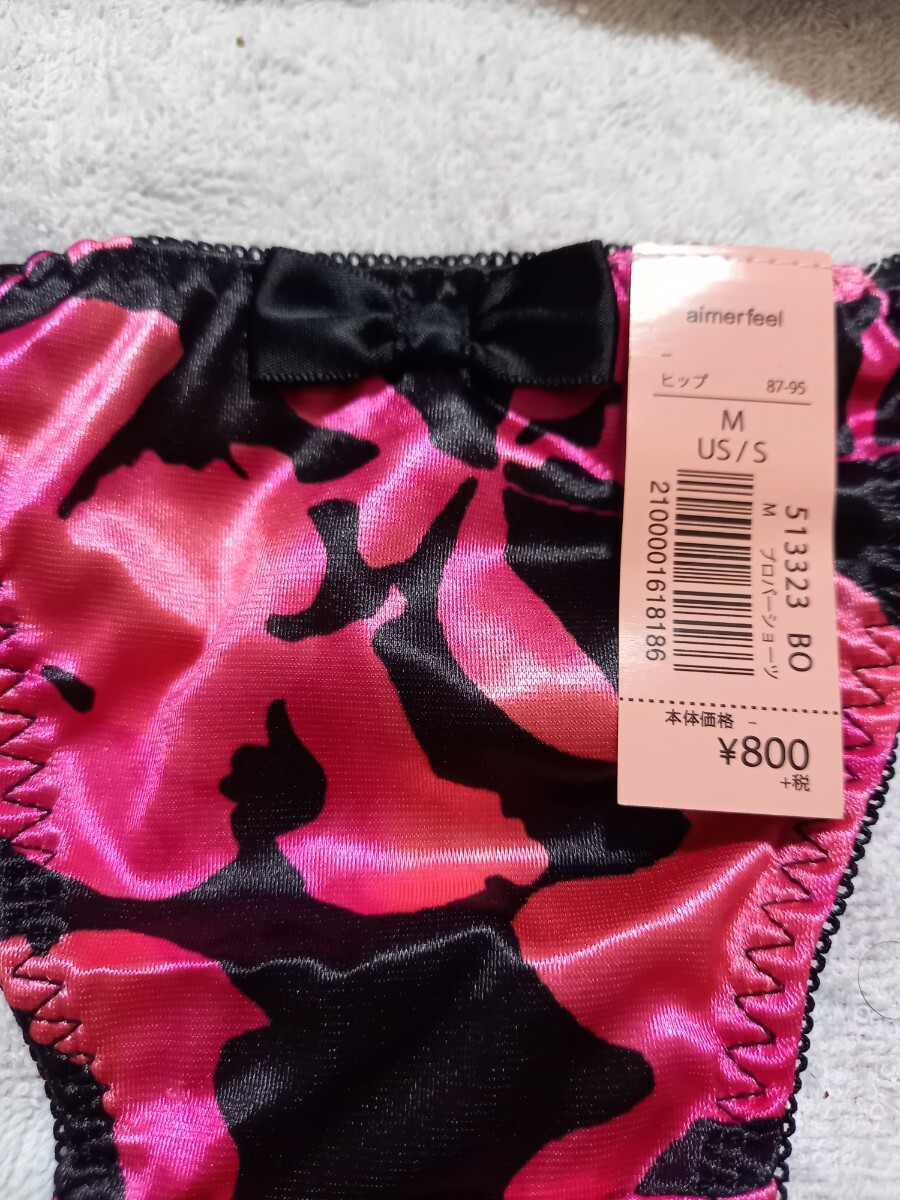 aimerfeel
ヒップ 87-95
M
US/S
2100001618186
513323 BO
M プロパーショーツ
本体価格
¥800
+税